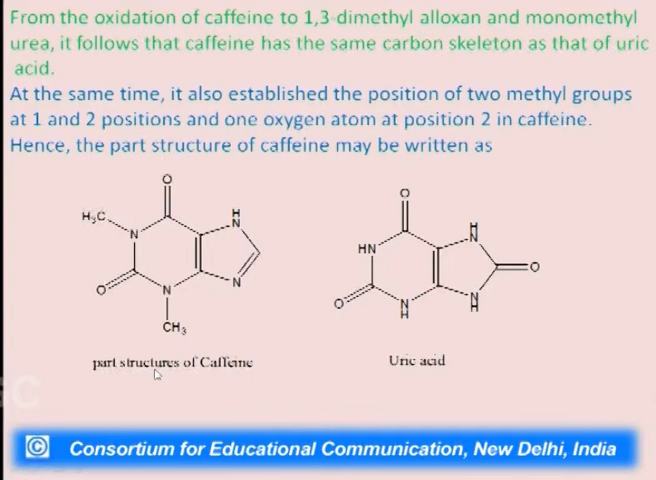 From the oxidation of caffeine to 1,3-dimethyl alloxan and monomethyl
urea, it follows that caffeine has the same carbon skeleton as that of uric
acid.
At the same time, it also established the position of two methyl groups
at 1 and 2 positions and one oxygen atom at position 2 in caffeine.
Hence, the part structure of caffeine may be written as
O
H₃C
N
H
N
O
N
N
CH₃
O
HN
H
N
O
O
N
H
N
H
part structures of Caffeine
Uric acid
© Consortium for Educational Communication, New Delhi, India